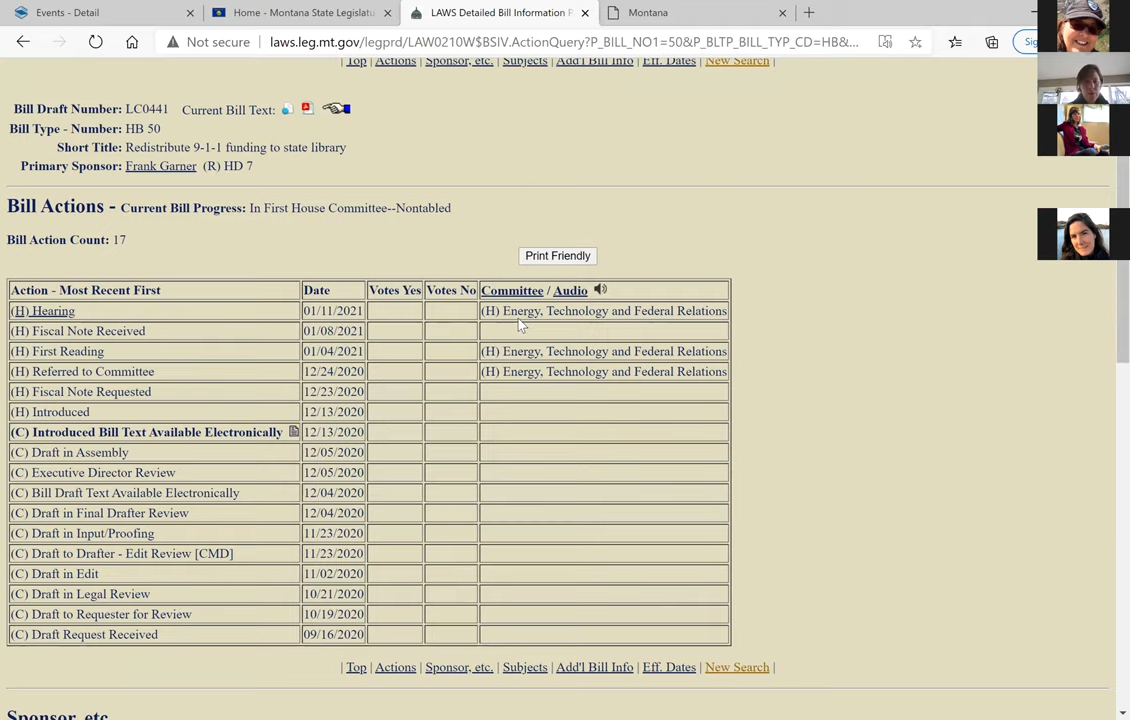 Events - Detail
Home - Montana State Legislatu
LAWS Detailed Bill Information P
Montana
Not secure laws.leg.mt.gov/legprd/LAW0210W$BSIV.ActionQuery?P_BILL_NO1=50&P_BLTP_BILL_TYP_CD=HB&...
Sig
| Top | Actions | Sponsor, etc. | Subjects | Add'l Bill Info | Eff. Dates | New Search |
Bill Draft Number: LC0441 Current Bill Text:
Bill Type - Number: HB 50
Short Title: Redistribute 9-1-1 funding to state library
Primary Sponsor: Frank Garner (R) HD 7
Bill Actions - Current Bill Progress: In First House Committee--Nontabled
Bill Action Count: 17
Print Friendly
Action - Most Recent First Date Votes Yes Votes No Committee / Audio
(H) Hearing 01/11/2021 (H) Energy, Technology and Federal Relations
(H) Fiscal Note Received 01/08/2021
(H) First Reading 01/04/2021 (H) Energy, Technology and Federal Relations
(H) Referred to Committee 12/24/2020 (H) Energy, Technology and Federal Relations
(H) Fiscal Note Requested 12/23/2020
(H) Introduced 12/13/2020
(C) Introduced Bill Text Available Electronically 12/13/2020
(C) Draft in Assembly 12/05/2020
(C) Executive Director Review 12/05/2020
(C) Bill Draft Text Available Electronically 12/04/2020
(C) Draft in Final Drafter Review 12/04/2020
(C) Draft in Input/Proofing 11/23/2020
(C) Draft to Drafter - Edit Review [CMD] 11/23/2020
(C) Draft in Edit 11/02/2020
(C) Draft in Legal Review 10/21/2020
(C) Draft to Requester for Review 10/19/2020
(C) Draft Request Received 09/16/2020
| Top | Actions | Sponsor, etc. | Subjects | Add'l Bill Info | Eff. Dates | New Search |
Sponsor, etc.